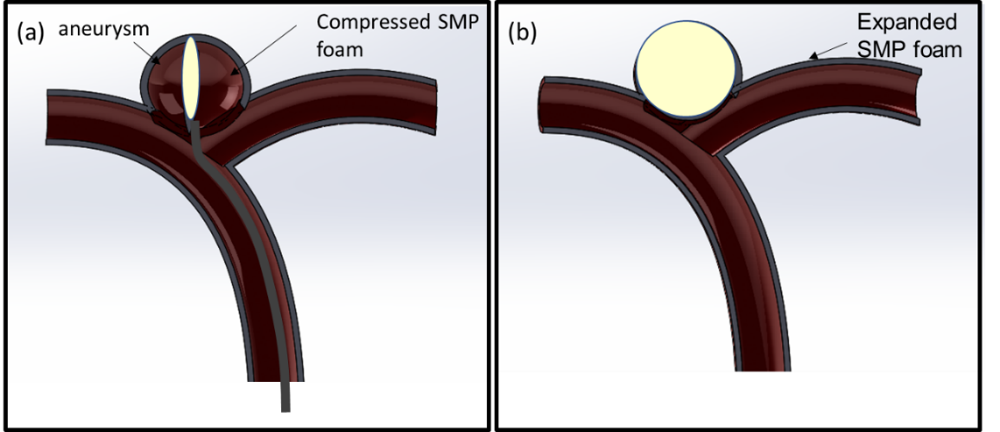 (a)
aneurysm
Compressed SMP
foam
(b)
Expanded
SMP foam